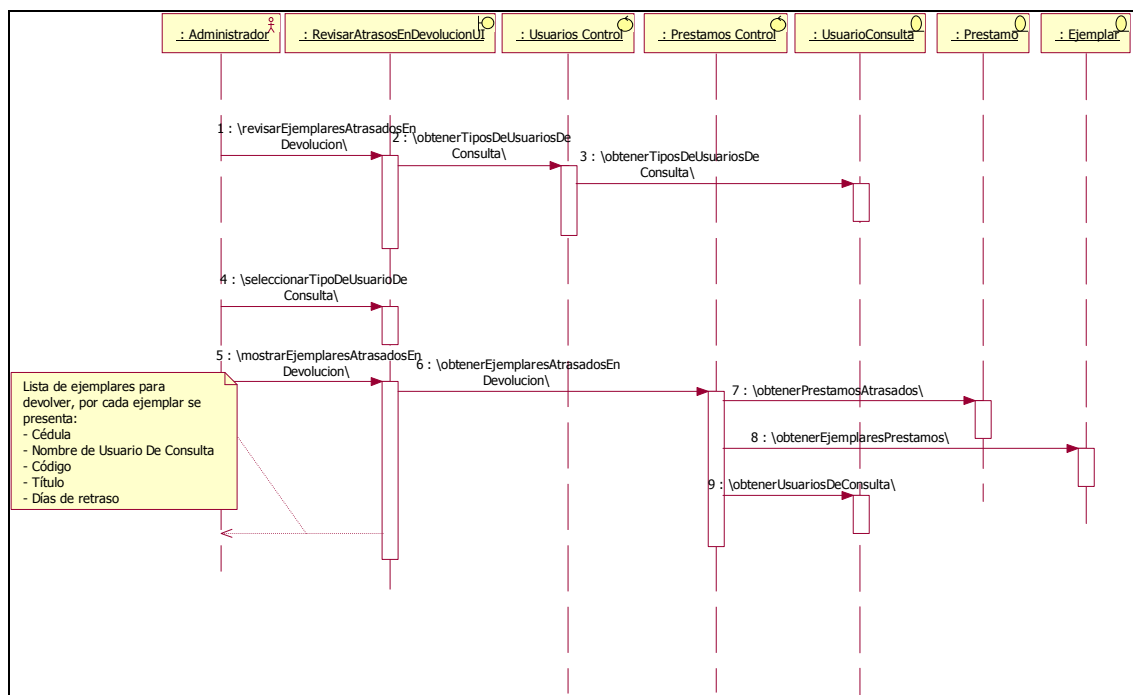 : Administrador
: RevisarAtrasosEnDevolucionUI
: Usuarios Control
: Prestamos Control
: UsuarioConsulta
: Prestamo
: Ejemplar
1 : \revisarEjemplaresAtrasadosEn
Devolucion\
2 : \obtenerTiposDeUsuariosDe
Consulta\
3 : \obtenerTiposDeUsuariosDe
Consulta\
4 : \seleccionarTipoDeUsuarioDe
Consulta\
5 : \mostrarEjemplaresAtrasadosEn
Devolucion\
6 : \obtenerEjemplaresAtrasadosEn
Devolucion\
7 : \obtenerPrestamosAtrasados\
8 : \obtenerEjemplaresPrestamos\
9 : \obtenerUsuariosDeConsulta\
Lista de ejemplares para
devolver, por cada ejemplar se
presenta:
- Cédula
- Nombre de Usuario De Consulta
- Código
- Título
- Días de retraso